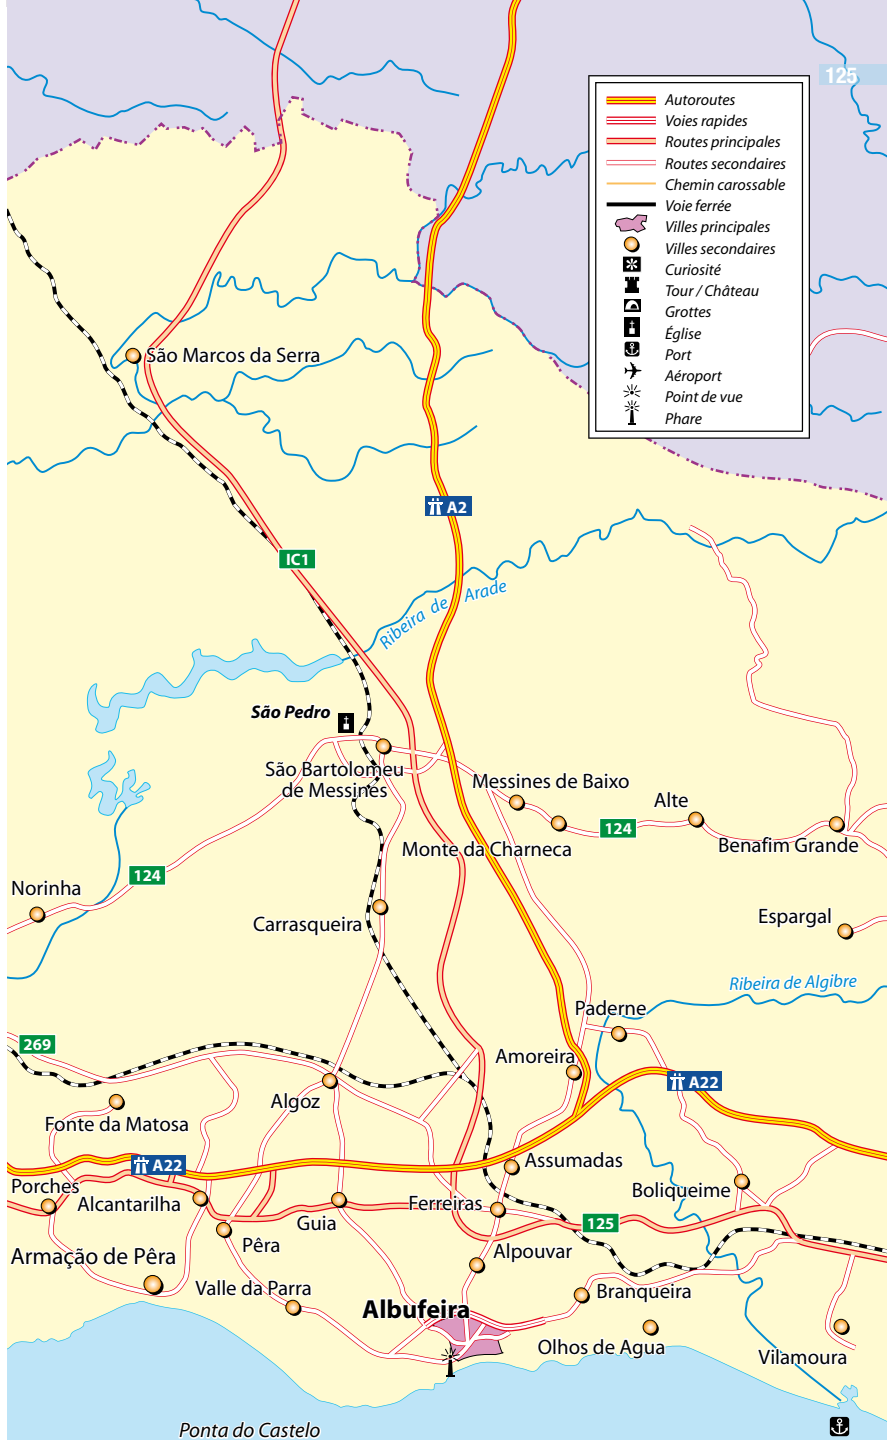 125
Autoroutes
Voies rapides
Routes principales
Routes secondaires
Chemin carossable
Voie ferrée
Villes principales
Villes secondaires
Curiosité
Tour / Château
Grottes
Église
Port
Aéroport
Point de vue
Phare
São Marcos da Serra
A2
IC1
Ribeira de Arade
São Pedro
São Bartolomeu
de Messines
Messines de Baixo
Alte
124
Benafim Grande
Monte da Charneca
124
Norinha
Carrasqueira
Espargal
Ribeira de Algibre
Paderne
269
Amoreira
A22
Algoz
Fonte da Matosa
A22
Assumadas
Porches
Alcantarilha
Boliqueime
Ferreiras
Guia
125
Pêra
Alpouvar
Armação de Pêra
Valle da Parra
Branqueira
Albufeira
Olhos de Agua
Vilamoura
Ponta do Castelo